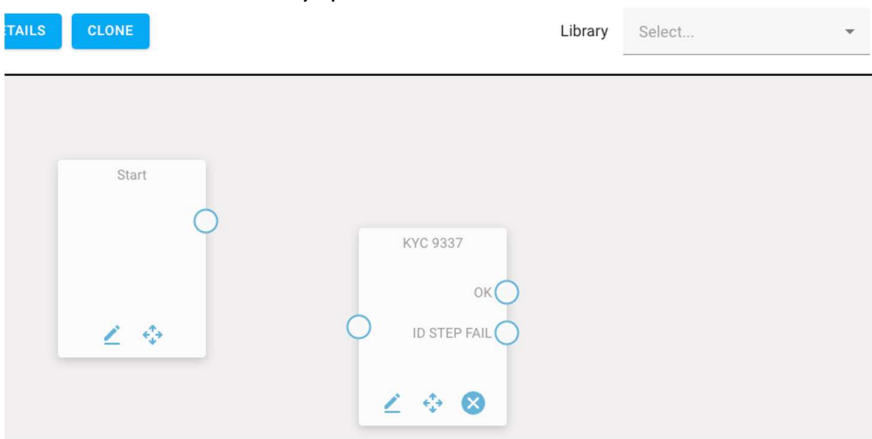 ETAILS CLONE Library Select...
Start
KYC 9337
OK
ID STEP FAIL